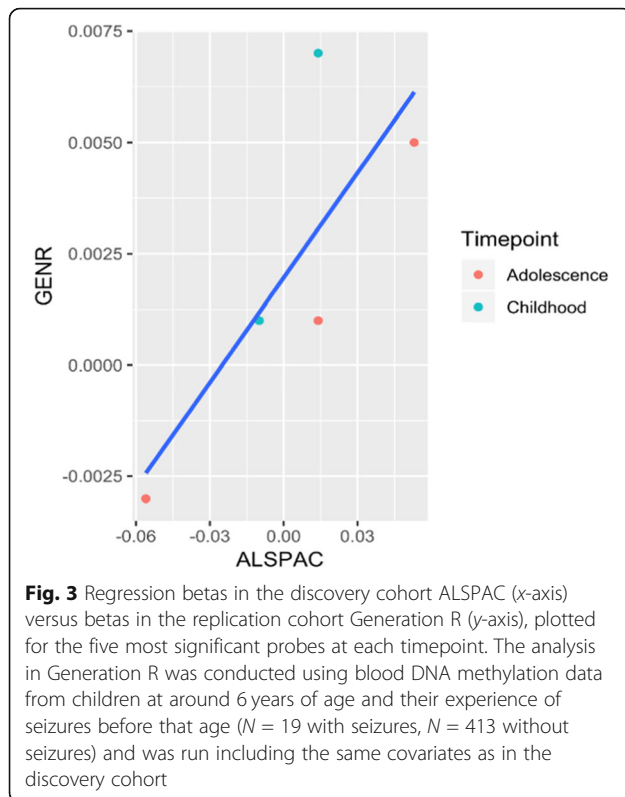 0.0075
0.0050
0.0025
0.0000
-0.0025
GENR
-0.06 -0.03 0.00 0.03
ALSPAC
Timepoint
Adolescence
Childhood
Fig. 3 Regression betas in the discovery cohort ALSPAC (x-axis)
versus betas in the replication cohort Generation R (y-axis), plotted
for the five most significant probes at each timepoint. The analysis
in Generation R was conducted using blood DNA methylation data
from children at around 6 years of age and their experience of
seizures before that age (N = 19 with seizures, N = 413 without
seizures) and was run including the same covariates as in the
discovery cohort